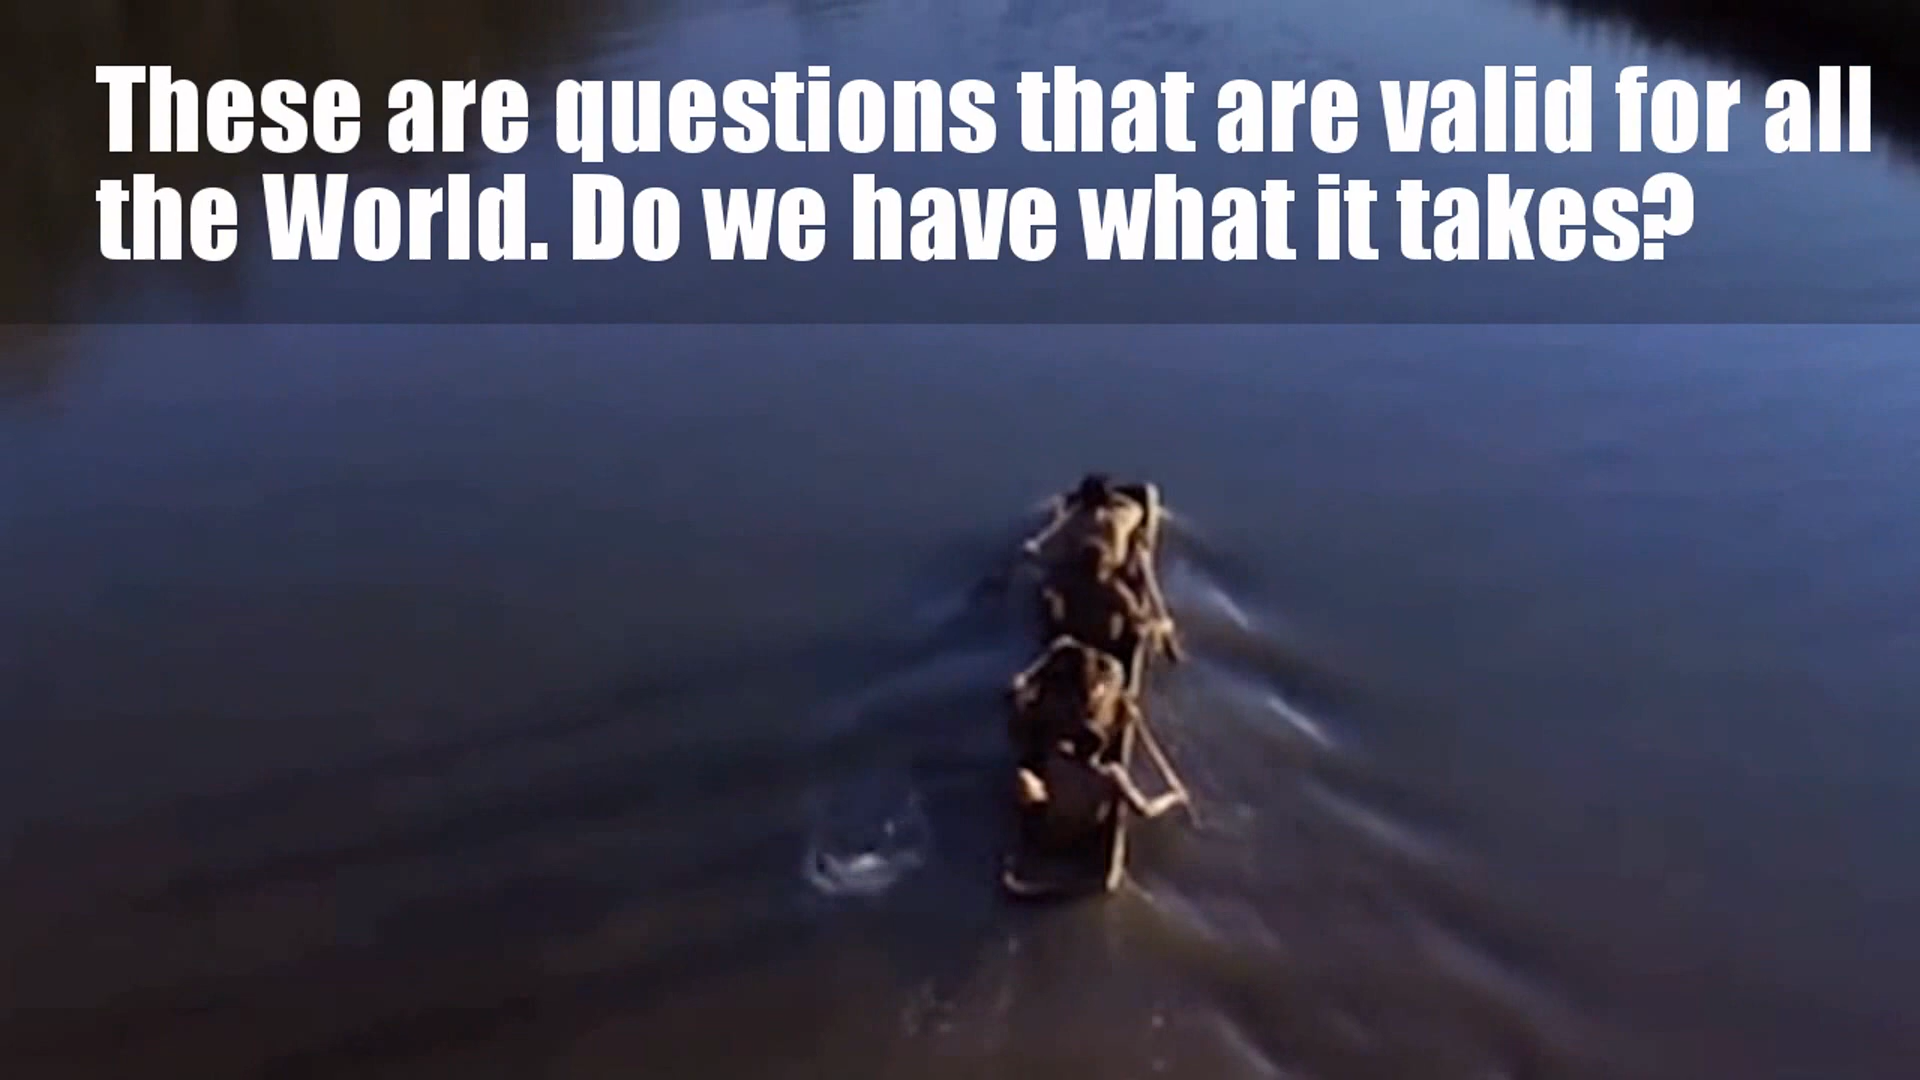 These are questions that are valid for all
the World. Do we have what it takes?